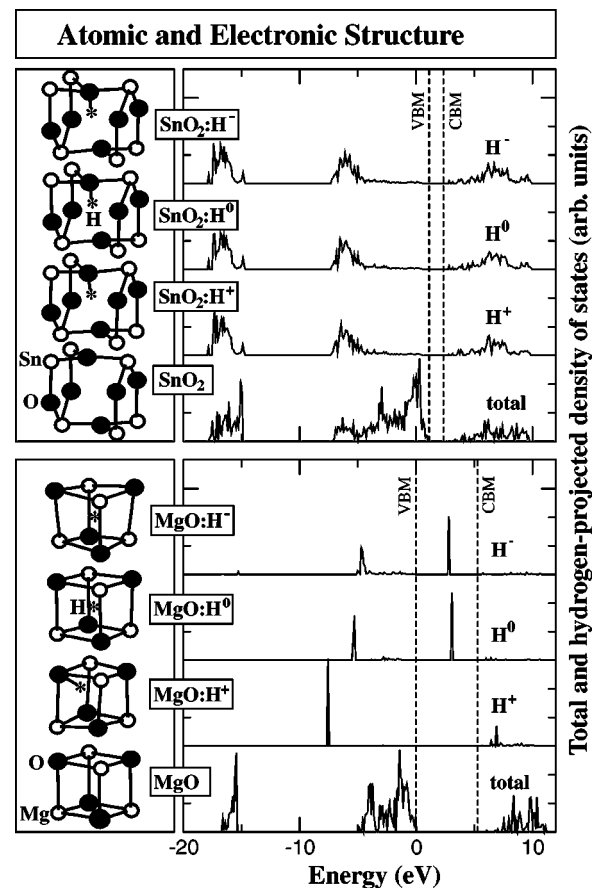 Atomic and Electronic Structure
SnO₂:H⁻
VBM
CBM
H⁻
*
SnO₂:H⁰
H⁰
*
H
SnO₂:H⁺
H⁺
*
Sn
O
SnO₂
total
MgO:H⁻
VBM
CBM
H⁻
*
MgO:H⁰
H⁰
H*
MgO:H⁺
H⁺
*
O
Mg
MgO
total
-20
-10
0
10
Energy (eV)
Total and hydrogen-projected density of states (arb. units)